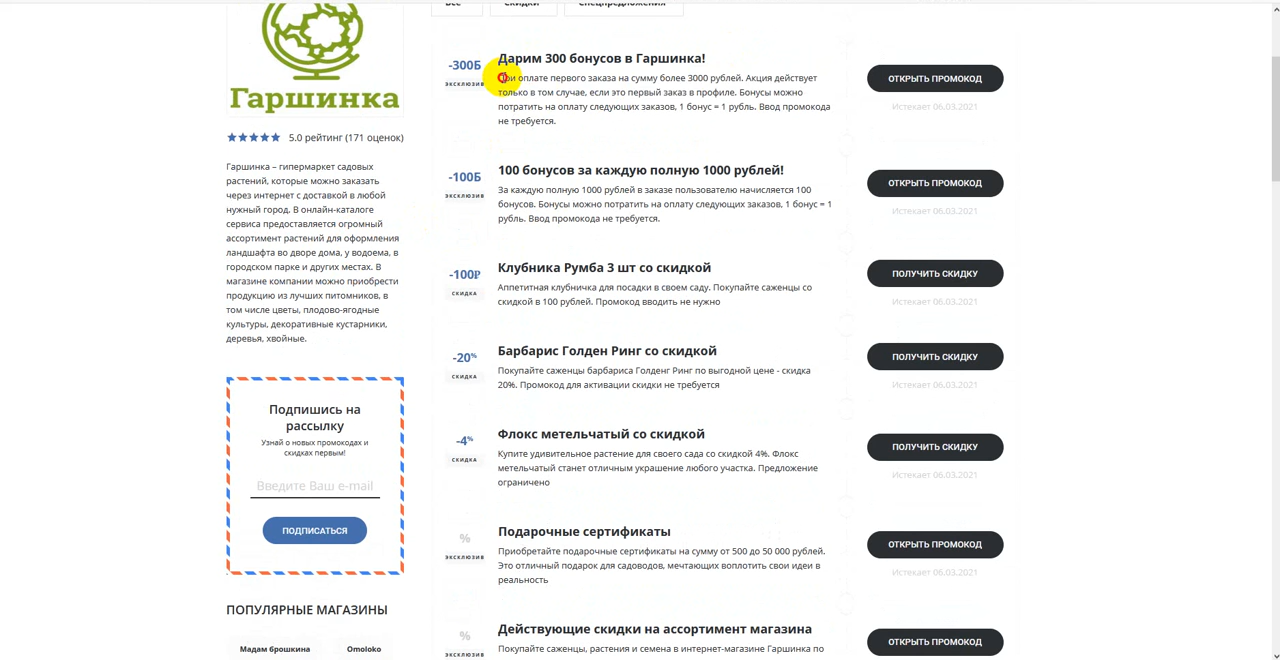 Все
Скидки
Спецпредложения
Гаршинка
5.0 рейтинг (171 оценок)
Гаршинка – гипермаркет садовых
растений, которые можно заказать
через интернет с доставкой в любой
нужный город. В онлайн-каталоге
сервиса предоставляется огромный
ассортимент растений для оформления
ландшафта во дворе дома, у водоема, в
городском парке и других местах. В
магазине компании можно приобрести
продукцию из лучших питомников, в
том числе цветы, плодово-ягодные
культуры, декоративные кустарники,
деревья, хвойные.
Подпишись на
рассылку
Узнай о новых промокодах и
скидках первым!
Введите Ваш e-mail
ПОДПИСАТЬСЯ
ПОПУЛЯРНЫЕ МАГАЗИНЫ
Мадам брошкина
Omoloko
-300Б
ЭКСКЛЮЗИВ
Дарим 300 бонусов в Гаршинка!
При оплате первого заказа на сумму более 3000 рублей. Акция действует
только в том случае, если это первый заказ в профиле. Бонусы можно
потратить на оплату следующих заказов, 1 бонус = 1 рубль. Ввод промокода
не требуется.
ОТКРЫТЬ ПРОМОКОД
Истекает 06.03.2021
-100Б
ЭКСКЛЮЗИВ
100 бонусов за каждую полную 1000 рублей!
За каждую полную 1000 рублей в заказе пользователю начисляется 100
бонусов. Бонусы можно потратить на оплату следующих заказов, 1 бонус = 1
рубль. Ввод промокода не требуется.
ОТКРЫТЬ ПРОМОКОД
Истекает 06.03.2021
-100₽
СКИДКА
Клубника Румба 3 шт со скидкой
Аппетитная клубничка для посадки в своем саду. Покупайте саженцы со
скидкой в 100 рублей. Промокод вводить не нужно
ПОЛУЧИТЬ СКИДКУ
Истекает 06.03.2021
-20%
СКИДКА
Барбарис Голден Ринг со скидкой
Покупайте саженцы барбариса Голденг Ринг по выгодной цене - скидка
20%. Промокод для активации скидки не требуется
ПОЛУЧИТЬ СКИДКУ
Истекает 06.03.2021
-4%
СКИДКА
Флокс метельчатый со скидкой
Купите удивительное растение для своего сада со скидкой 4%. Флокс
метельчатый станет отличным украшение любого участка. Предложение
ограничено
ПОЛУЧИТЬ СКИДКУ
Истекает 06.03.2021
%
ЭКСКЛЮЗИВ
Подарочные сертификаты
Приобретайте подарочные сертификаты на сумму от 500 до 50 000 рублей.
Это отличный подарок для садоводов, мечтающих воплотить свои идеи в
реальность
ОТКРЫТЬ ПРОМОКОД
Истекает 06.03.2021
%
ЭКСКЛЮЗИВ
Действующие скидки на ассортимент магазина
Покупайте саженцы, растения и семена в интернет-магазине Гаршинка по
ОТКРЫТЬ ПРОМОКОД